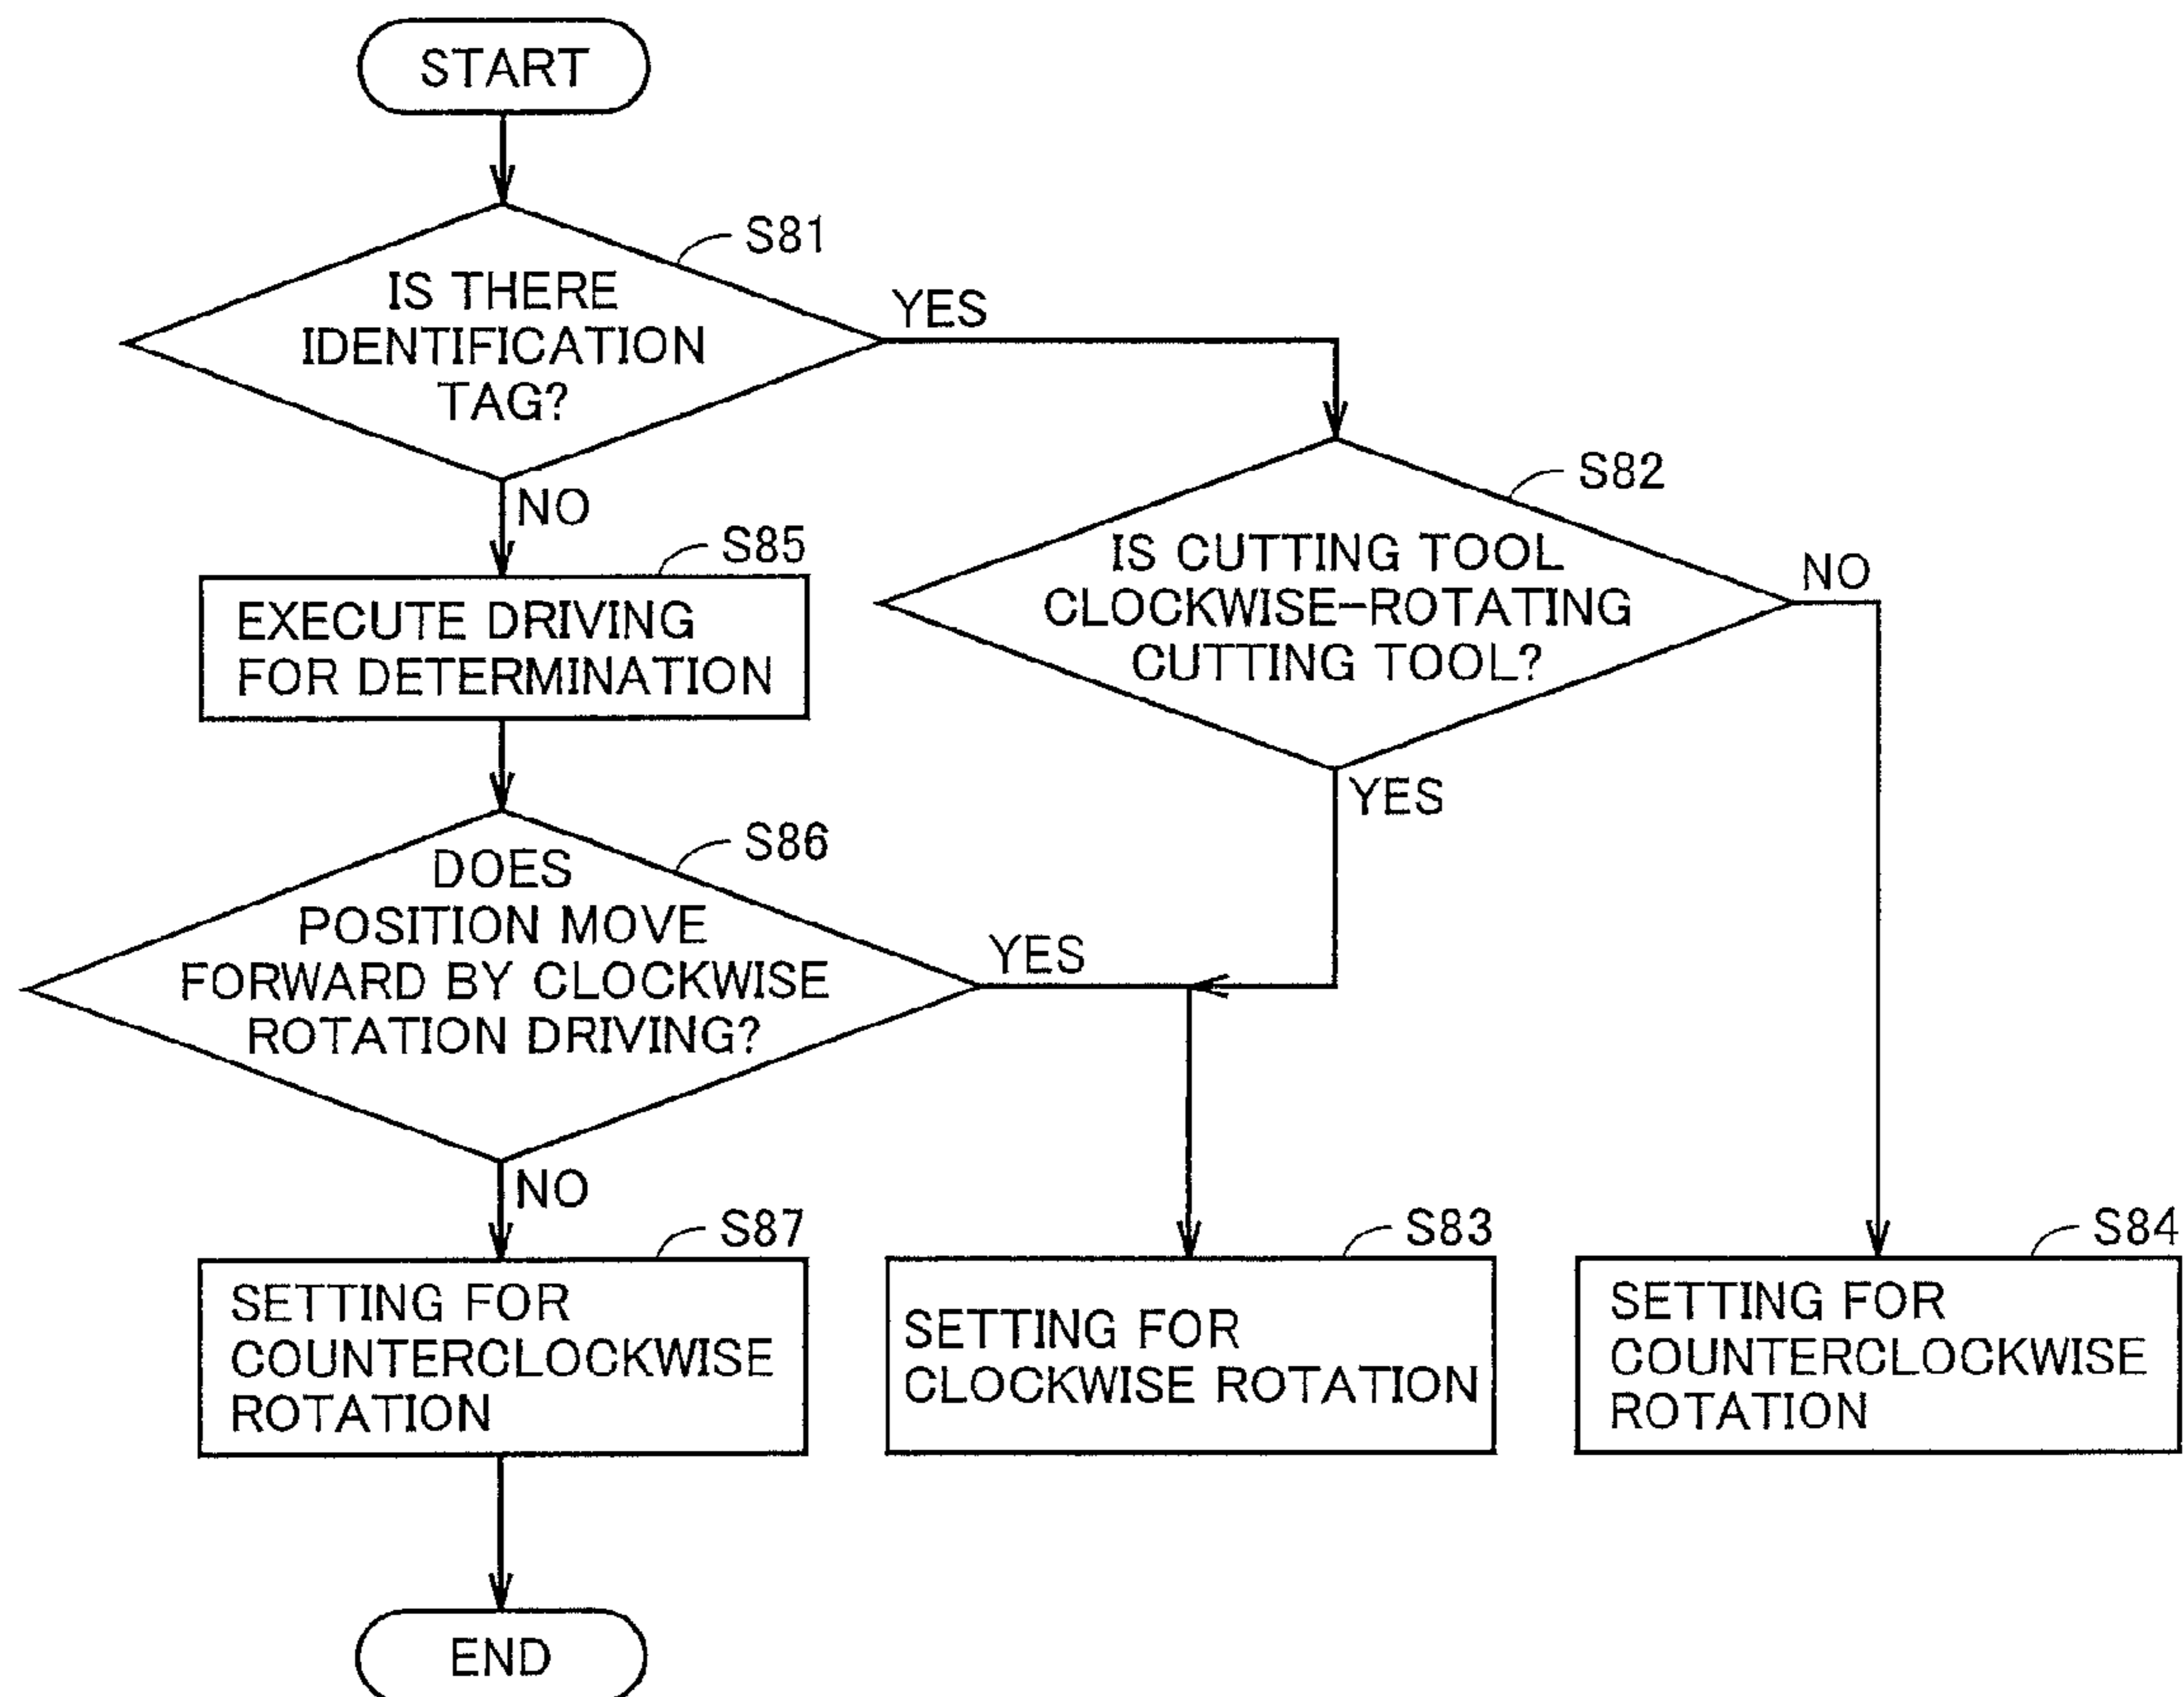 START
S81
IS THERE
IDENTIFICATION
TAG?
YES
NO
S82
IS CUTTING TOOL
CLOCKWISE-ROTATING
CUTTING TOOL?
NO
YES
S85
EXECUTE DRIVING
FOR DETERMINATION
S86
DOES
POSITION MOVE
FORWARD BY CLOCKWISE
ROTATION DRIVING?
YES
NO
S87
SETTING FOR
COUNTERCLOCKWISE
ROTATION
S83
SETTING FOR
CLOCKWISE ROTATION
S84
SETTING FOR
COUNTERCLOCKWISE
ROTATION
END